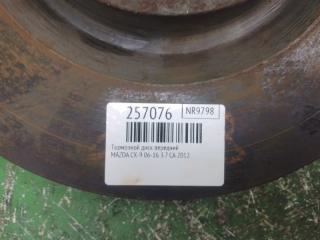 257076
NR9798
Тормозной диск передний
MAZDA CX-9 06-16 3.7 CA 2012